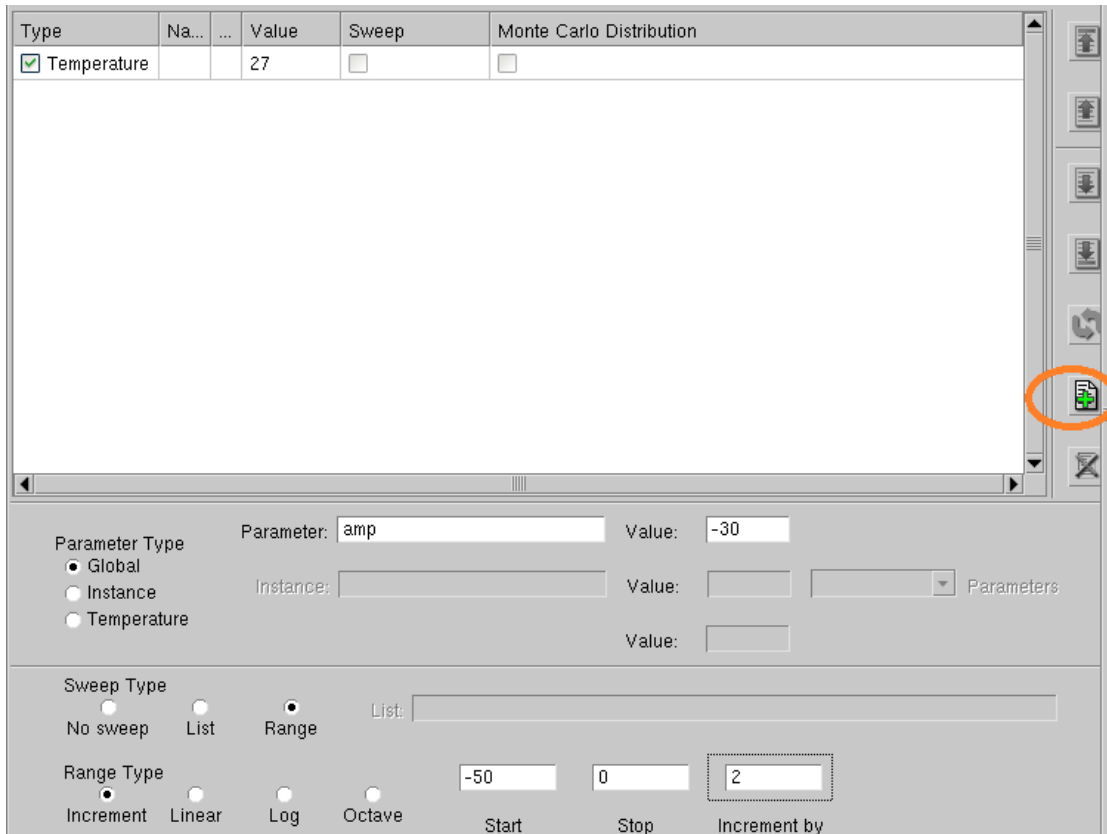 Type Na... ... Value Sweep Monte Carlo Distribution
Temperature 27
Parameter Type
Global
Instance
Temperature
Parameter: amp Value: -30
Instance: Value: Parameters
Value:
Sweep Type
No sweep List Range
List:
Range Type
Increment Linear Log Octave
-50 0 2
Start Stop Increment by